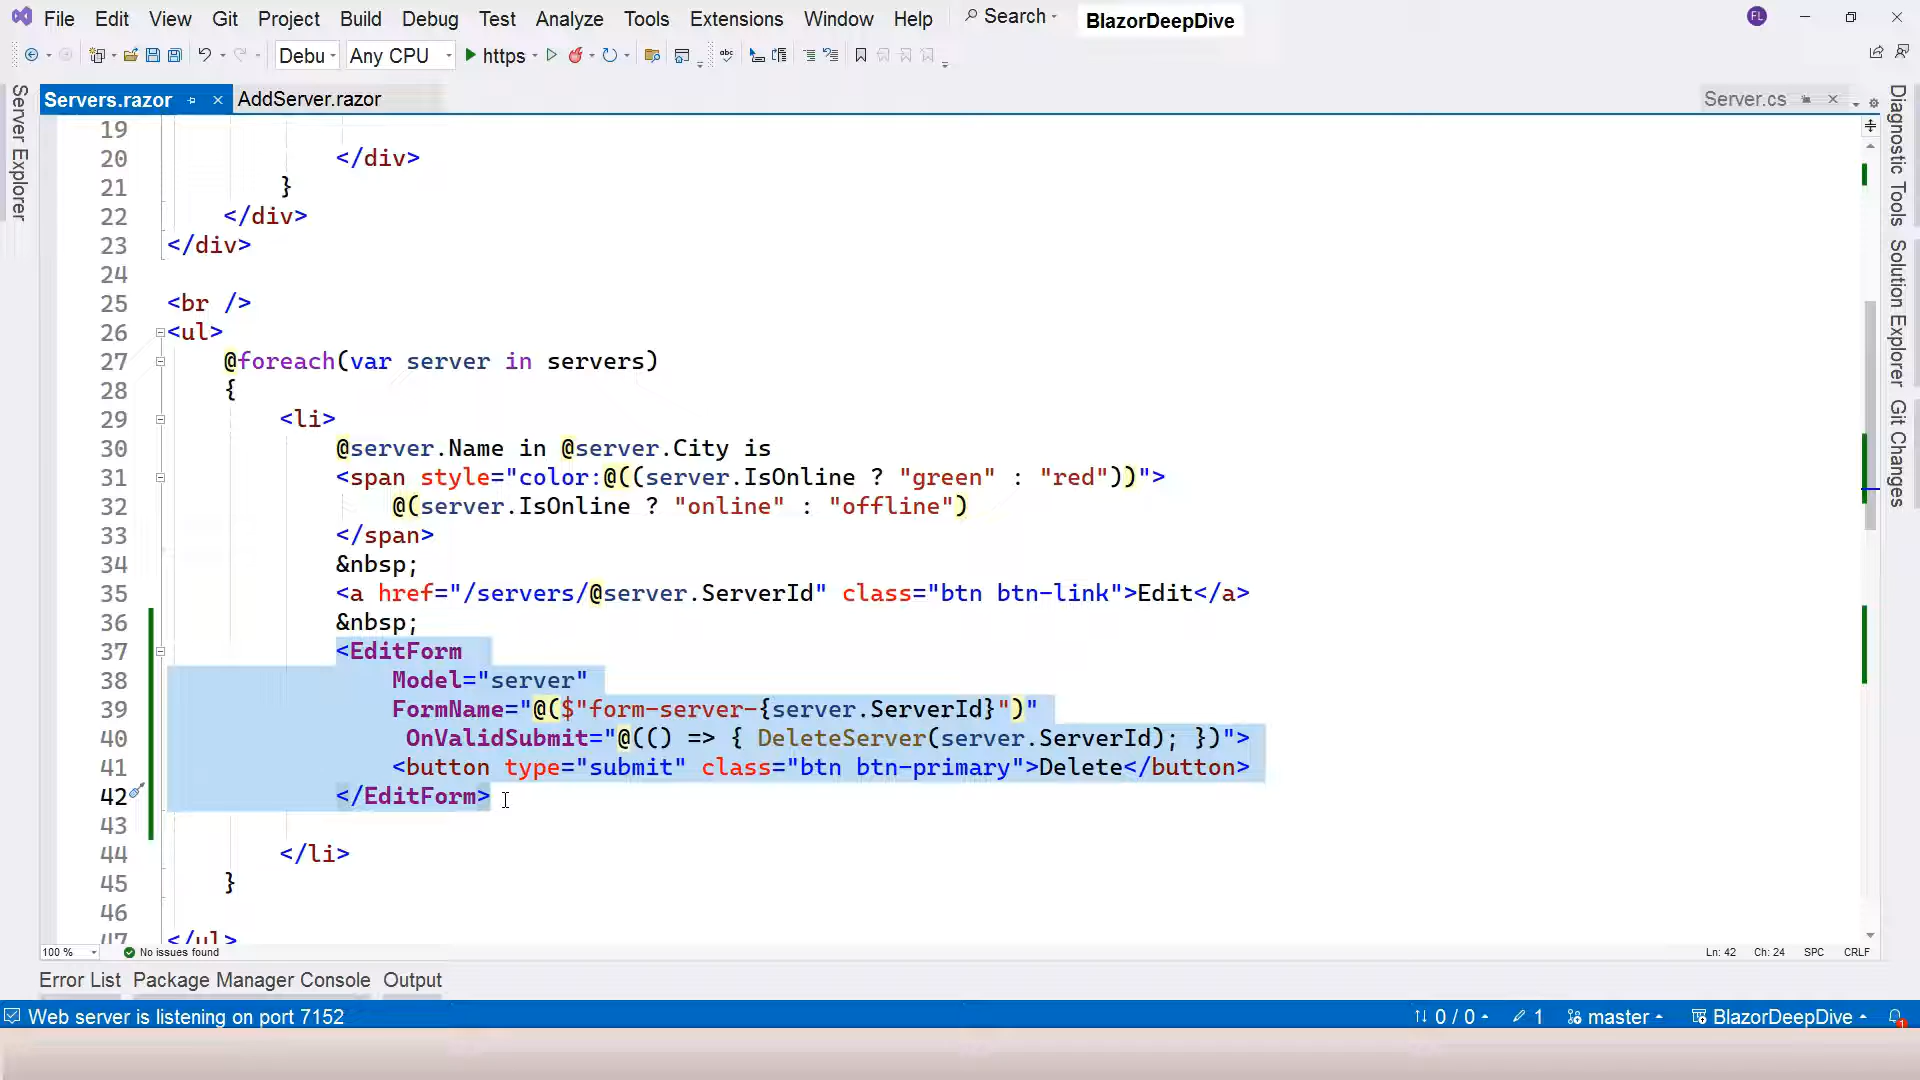 File Edit View Git Project Build Debug Test Analyze Tools Extensions Window Help Search BlazorDeepDive FL
Debu Any CPU https abc
Servers.razor AddServer.razor Server.cs
Server Explorer
19
20 </div>
21 }
22 </div>
23 </div>
24
25 <br />
26 <ul>
27 @foreach(var server in servers)
28 {
29 <li>
30 @server.Name in @server.City is
31 <span style="color:@((server.IsOnline ? "green" : "red"))">
32 @(server.IsOnline ? "online" : "offline")
33 </span>
34 &nbsp;
35 <a href="/servers/@server.ServerId" class="btn btn-link">Edit</a>
36 &nbsp;
37 <EditForm
38 Model="server"
39 FormName="@($"form-server-{server.ServerId}")"
40 OnValidSubmit="@(() => { DeleteServer(server.ServerId); })">
41 <button type="submit" class="btn btn-primary">Delete</button>
42 </EditForm>
43
44 </li>
45 }
46
47 </ul>
Diagnostic Tools
Solution Explorer
Git Changes
100 % No issues found Ln: 42 Ch: 24 SPC CRLF
Error List Package Manager Console Output
Web server is listening on port 7152 0 / 0 1 master BlazorDeepDive 1